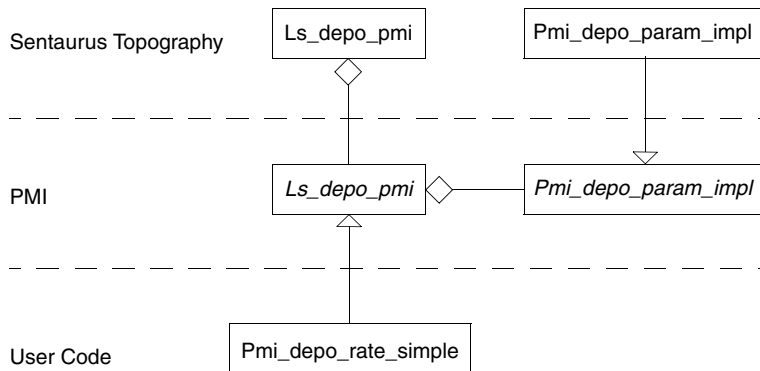 Sentaurus Topography
Ls_depo_pmi
Pmi_depo_param_impl
PMI
Ls_depo_pmi
Pmi_depo_param_impl
User Code
Pmi_depo_rate_simple